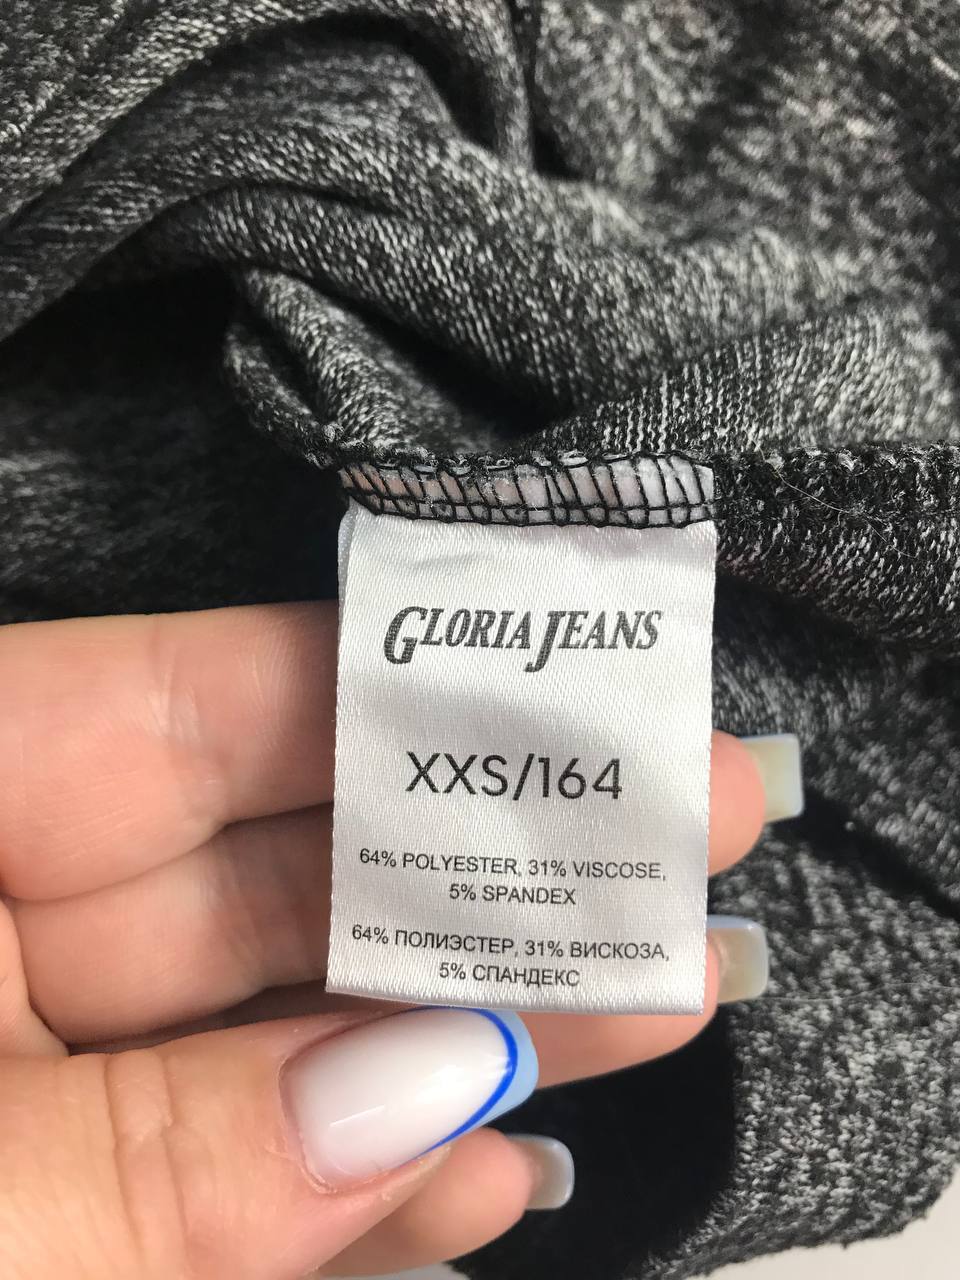 GLORIA JEANS
XXS/164
64% POLYESTER, 31% VISCOSE,
5% SPANDEX
64% ПОЛИЭСТЕР, 31% ВИСКОЗА,
5% СПАНДЕКС